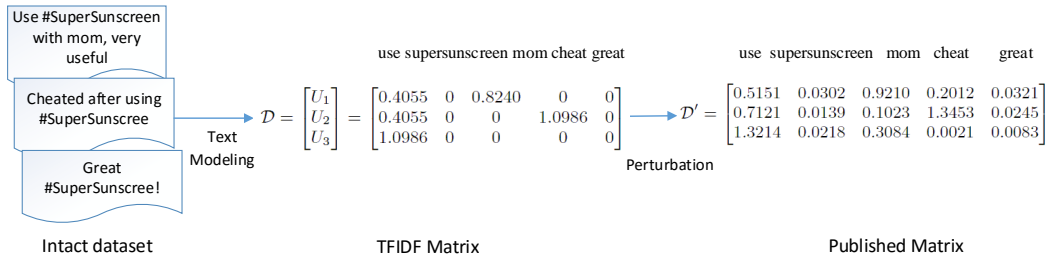 Use #SuperSunscreen
with mom, very
useful
Cheated after using
#SuperSunscree
Great
#SuperSunscree!
Intact dataset
Text
Modeling
use supersunscreen mom cheat great
D = [U1 U2 U3] =
0.4055 0 0.8240 0 0
0.4055 0 0 1.0986 0
1.0986 0 0 0 0
TFIDF Matrix
Perturbation
use supersunscreen mom cheat great
D′ =
0.5151 0.0302 0.9210 0.2012 0.0321
0.7121 0.0139 0.1023 1.3453 0.0245
1.3214 0.0218 0.3084 0.0021 0.0083
Published Matrix